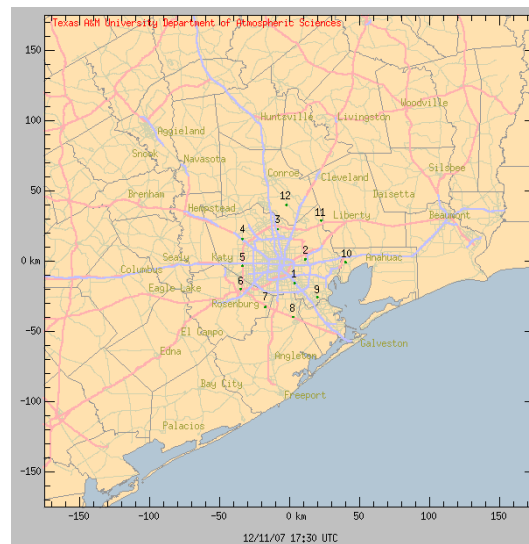 Texas A&M University Department of Atmospheric Sciences
150
Woodville
100
Huntsville
Livingston
Aggieland
Snook
Navasota
Silsbee
Conroe
Cleveland
50
Brenham
12
Daisetta
Hempstead
11
Liberty
Beaumont
3
4
0 km
Sealy
Katy
5
2
10
Anahuac
Columbus
1
Eagle Lake
6
9
Rosenburg
7
8
-50
El Campo
Galveston
Edna
Angleton
Bay City
Freeport
-100
Palacios
-150
-150
-100
-50
0 km
50
100
150
12/11/07 17:30 UTC